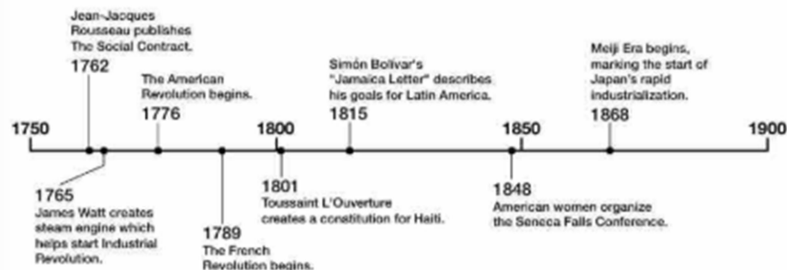 Jean-Jacques
Rousseau publishes
The Social Contract.
1762
The American
Revolution begins.
1776
Simón Bolívar's
"Jamaica Letter" describes
his goals for Latin America.
1815
Meiji Era begins,
marking the start of
Japan's rapid
industrialization.
1868
1750
1800
1850
1900
1765
James Watt creates
steam engine which
helps start Industrial
Revolution.
1789
The French
Revolution begins.
1801
Toussaint L'Ouverture
creates a constitution for Haiti.
1848
American women organize
the Seneca Falls Conference.